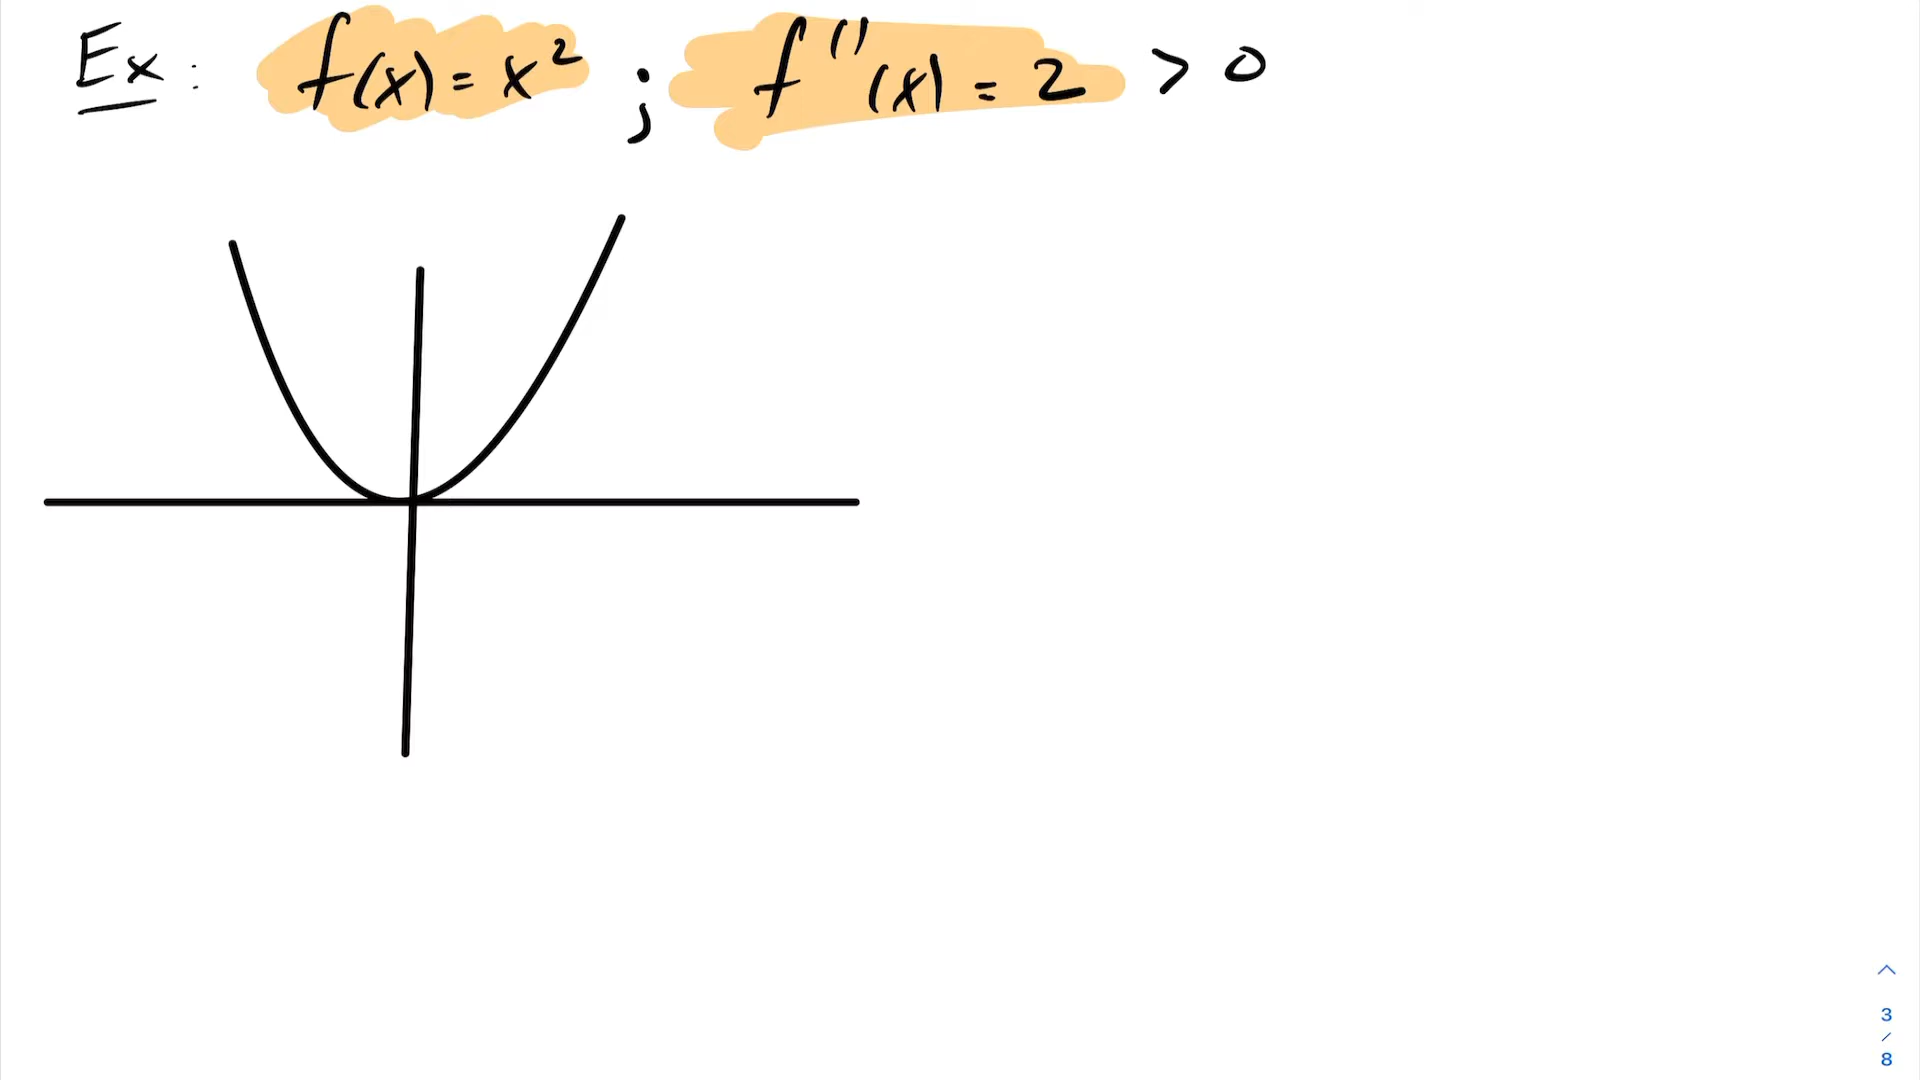 Ex: f(x) = x² ; f''(x) = 2 > 0
3
/
8